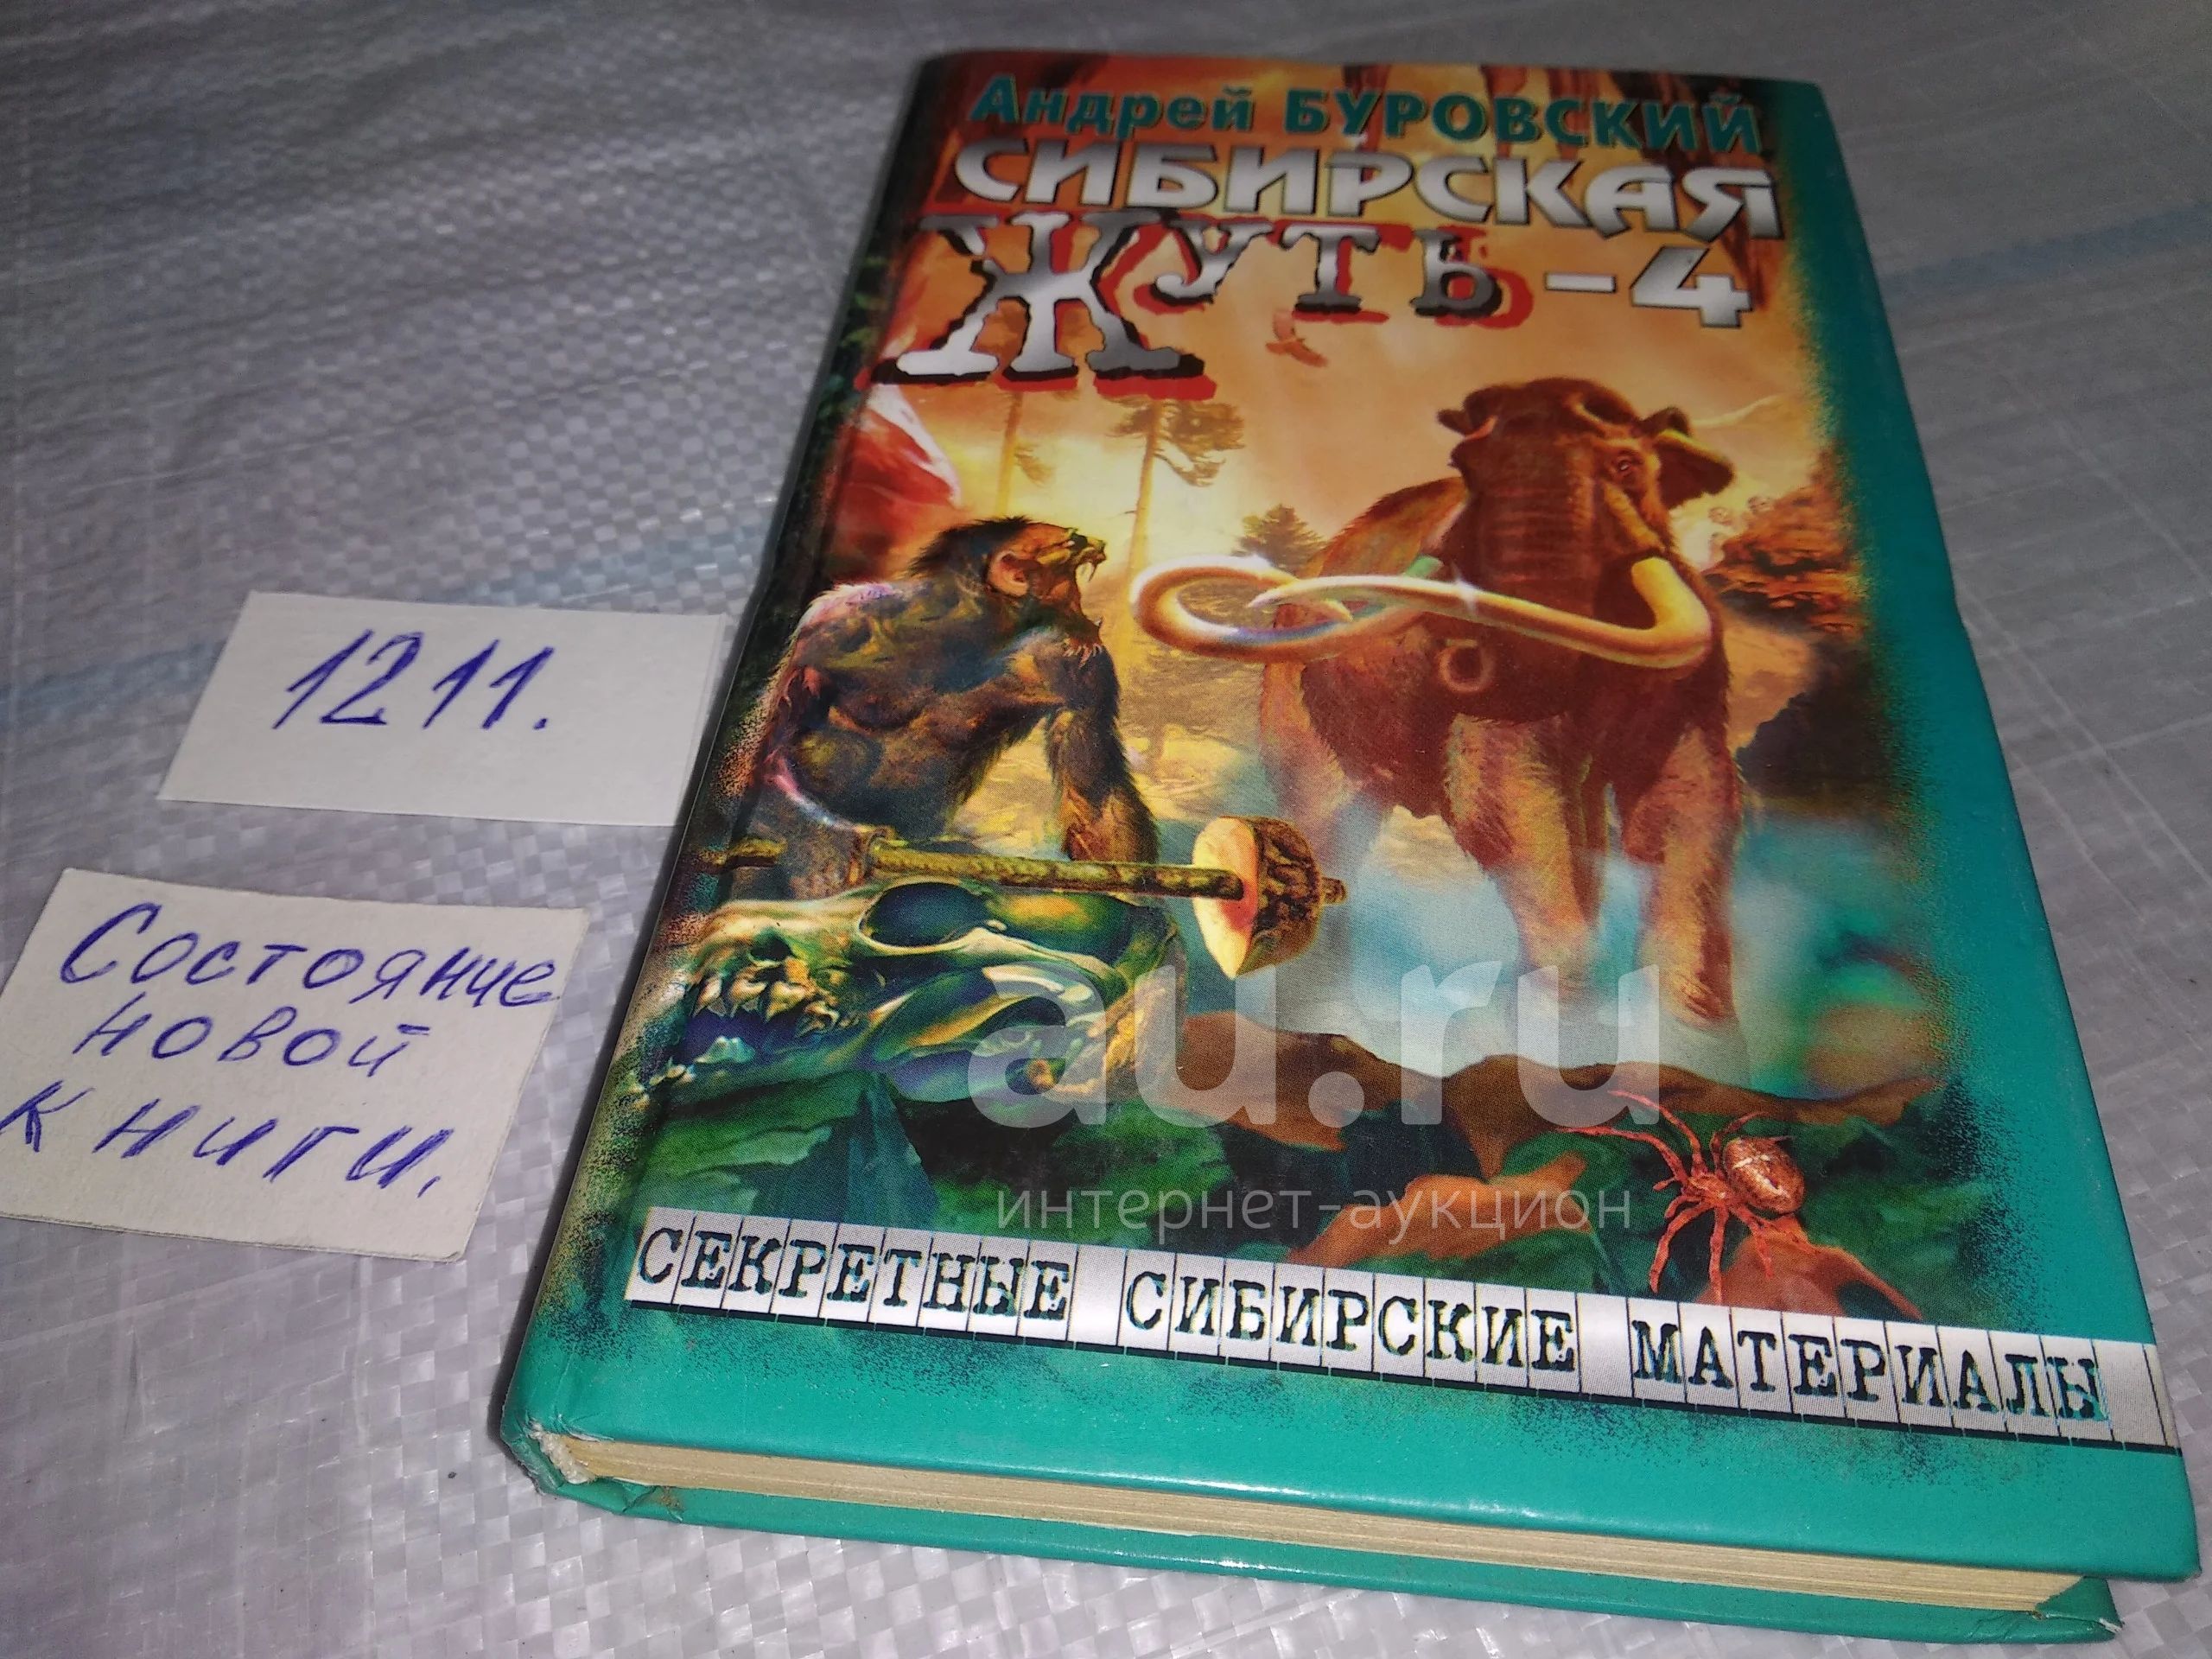 Андрей БУРОВСКИЙ
СИБИРСКАЯ
ЖУТЬ-4
1211.
Состояние
новой
книги.
au.ru
интернет-аукцион
СЕКРЕТНЫЕ СИБИРСКИЕ МАТЕРИАЛЫ